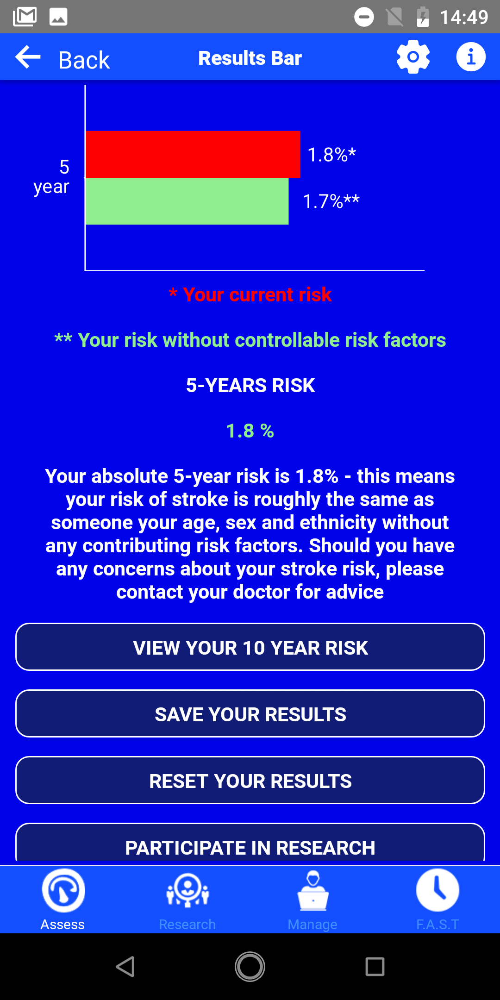 14:49
Back
Results Bar
5
year
1.8%*
1.7%**
* Your current risk
** Your risk without controllable risk factors
5-YEARS RISK
1.8 %
Your absolute 5-year risk is 1.8% - this means
your risk of stroke is roughly the same as
someone your age, sex and ethnicity without
any contributing risk factors. Should you have
any concerns about your stroke risk, please
contact your doctor for advice
VIEW YOUR 10 YEAR RISK
SAVE YOUR RESULTS
RESET YOUR RESULTS
PARTICIPATE IN RESEARCH
Assess
Research
Manage
F.A.S.T